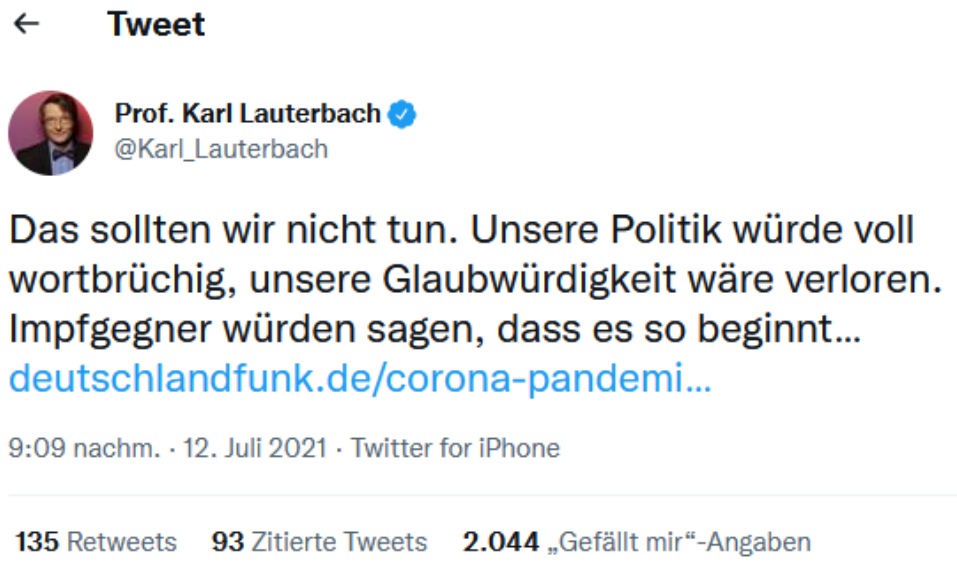 Tweet
Prof. Karl Lauterbach
@Karl_Lauterbach
Das sollten wir nicht tun. Unsere Politik würde voll
wortbrüchig, unsere Glaubwürdigkeit wäre verloren.
Impfgegner würden sagen, dass es so beginnt...
deutschlandfunk.de/corona-pandemi...
9:09 nachm. · 12. Juli 2021 · Twitter for iPhone
135 Retweets 93 Zitierte Tweets 2.044 „Gefällt mir“-Angaben